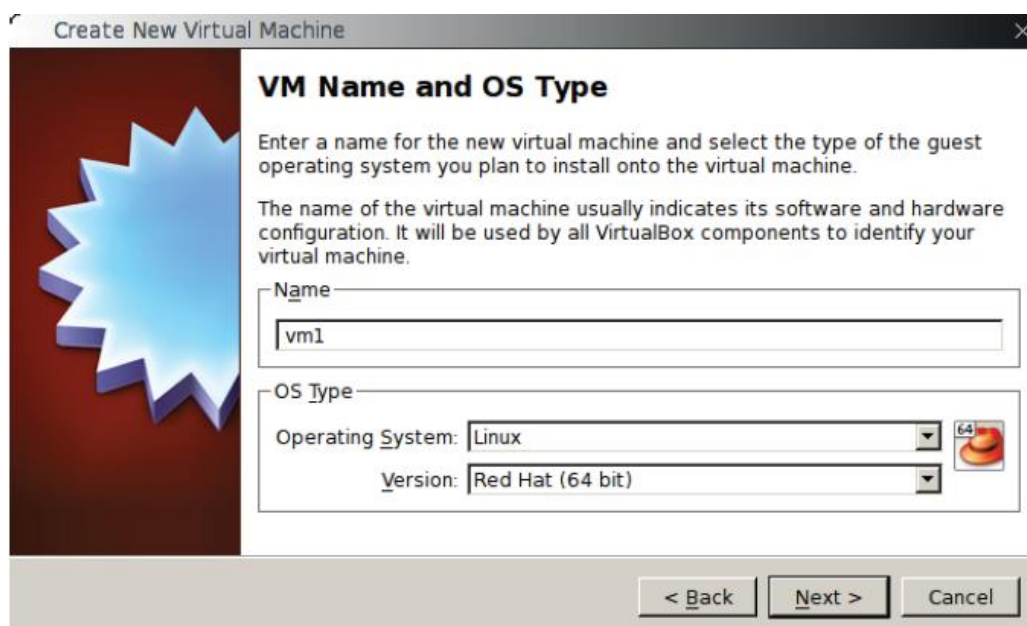 Create New Virtual Machine
VM Name and OS Type
Enter a name for the new virtual machine and select the type of the guest
operating system you plan to install onto the virtual machine.
The name of the virtual machine usually indicates its software and hardware
configuration. It will be used by all VirtualBox components to identify your
virtual machine.
Name
vm1
OS Type
Operating System: Linux
64
Version: Red Hat (64 bit)
< Back Next > Cancel